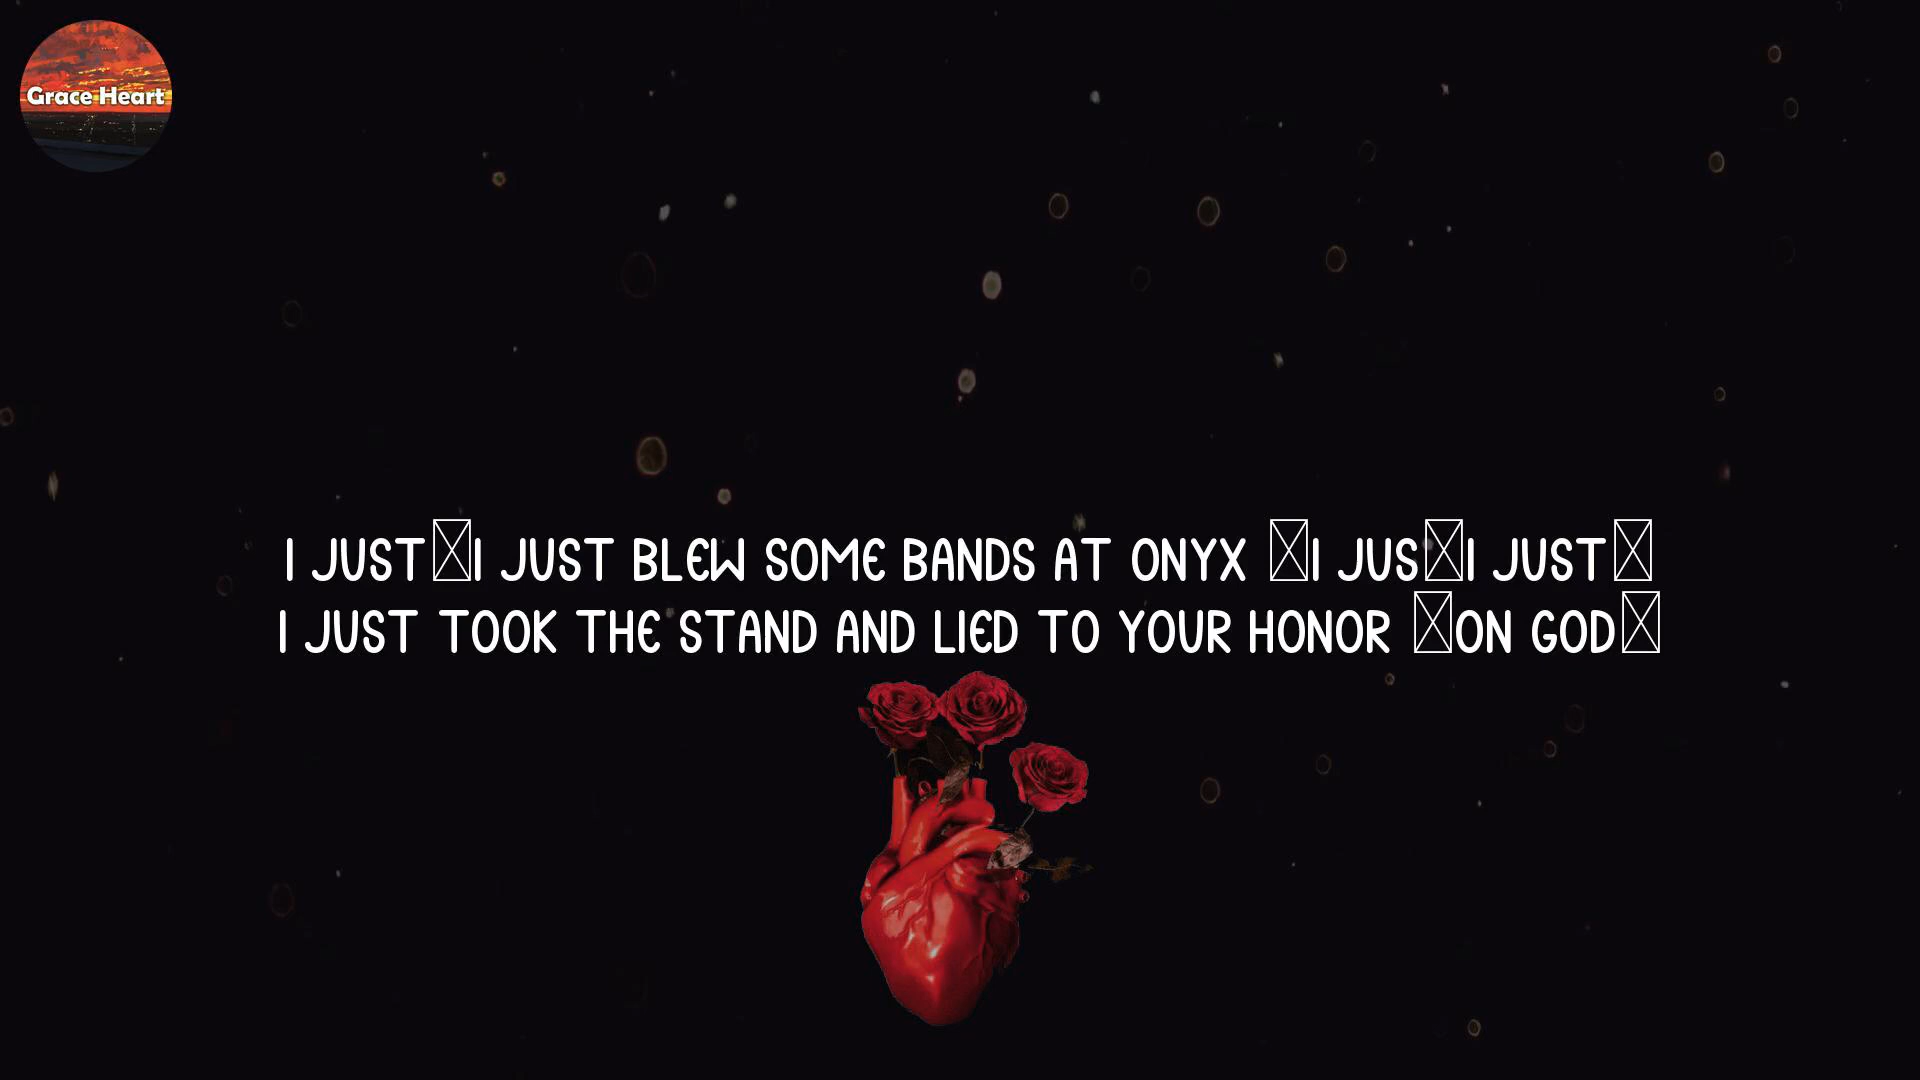 Grace Heart
I JUST☒I JUST BLEW SOME BANDS AT ONYX ☒I JUS☒I JUST☒
I JUST TOOK THE STAND AND LIED TO YOUR HONOR ☒ON GOD☒